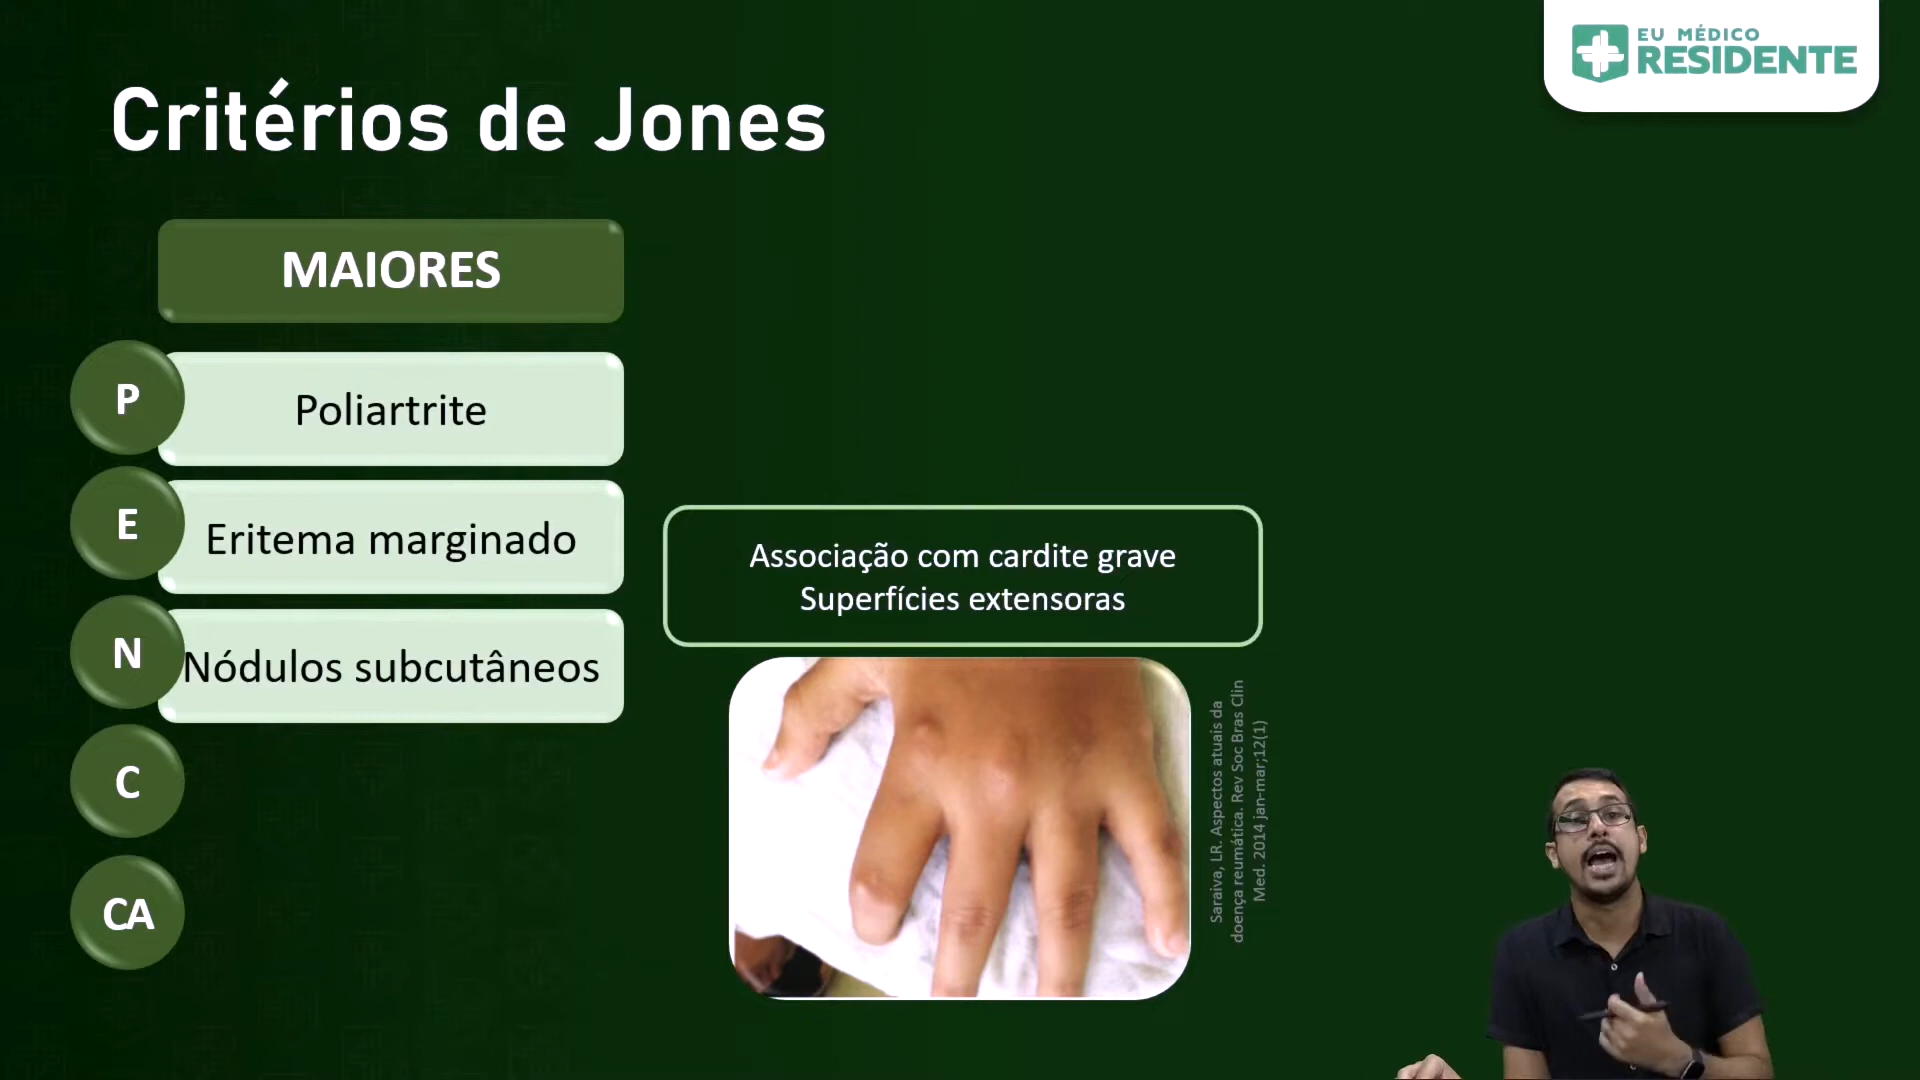 EU MÉDICO
RESIDENTE
Critérios de Jones
MAIORES
P
Poliartrite
E
Eritema marginado
N
Nódulos subcutâneos
C
CA
Associação com cardite grave
Superfícies extensoras
Saraiva, LR. Aspectos atuais da
doença reumática. Rev Soc Bras Clin
Med. 2014 jan-mar;12(1)